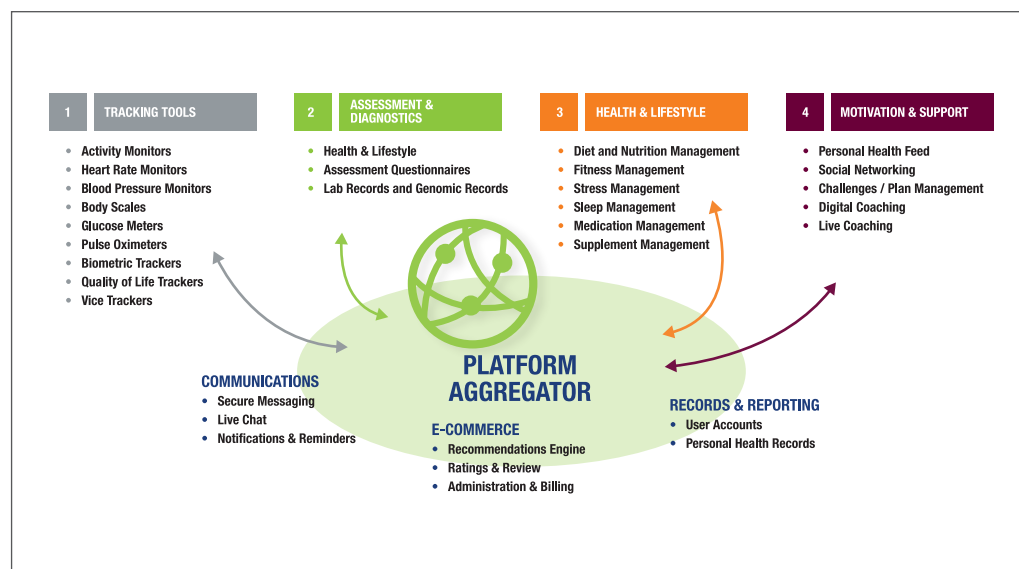 1 TRACKING TOOLS
Activity Monitors
Heart Rate Monitors
Blood Pressure Monitors
Body Scales
Glucose Meters
Pulse Oximeters
Biometric Trackers
Quality of Life Trackers
Vice Trackers
2 ASSESSMENT &
DIAGNOSTICS
Health & Lifestyle
Assessment Questionnaires
Lab Records and Genomic Records
3 HEALTH & LIFESTYLE
Diet and Nutrition Management
Fitness Management
Stress Management
Sleep Management
Medication Management
Supplement Management
4 MOTIVATION & SUPPORT
Personal Health Feed
Social Networking
Challenges / Plan Management
Digital Coaching
Live Coaching
PLATFORM
AGGREGATOR
COMMUNICATIONS
Secure Messaging
Live Chat
Notifications & Reminders
E-COMMERCE
Recommendations Engine
Ratings & Review
Administration & Billing
RECORDS & REPORTING
User Accounts
Personal Health Records